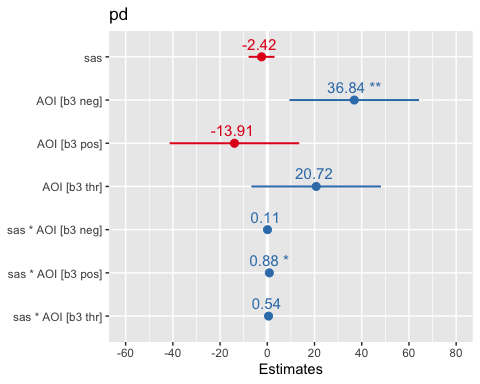 pd
-2.42
sas
36.84 **
AOI [b3 neg]
-13.91
AOI [b3 pos]
20.72
AOI [b3 thr]
0.11
sas * AOI [b3 neg]
0.88 *
sas * AOI [b3 pos]
0.54
sas * AOI [b3 thr]
-60 -40 -20 0 20 40 60 80
Estimates